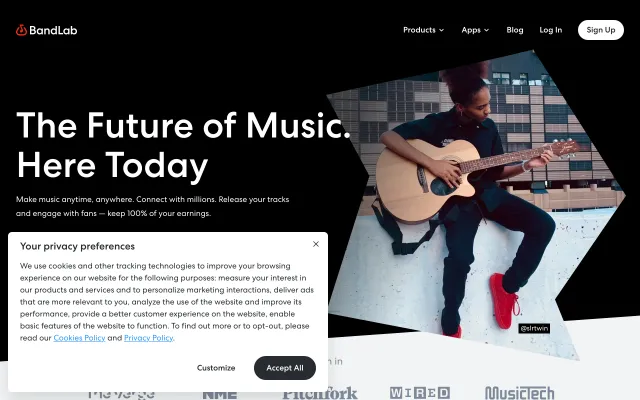 BandLab
Products
Apps
Blog
Log In
Sign Up
The Future of Music.
Here Today
Make music anytime, anywhere. Connect with millions. Release your tracks
and engage with fans — keep 100% of your earnings.
@slrtwin
Your privacy preferences
We use cookies and other tracking technologies to improve your browsing
experience on our website for the following purposes: measure your interest in
our products and services and to personalize marketing interactions, deliver ads
that are more relevant to you, analyze the use of the website and improve its
performance, provide a better customer experience on the website, enable
basic features of the website to function. To find out more or to opt-out, please
read our Cookies Policy and Privacy Policy.
Customize
Accept All
in
NME
Pitchfork
WIRED
MusicTech